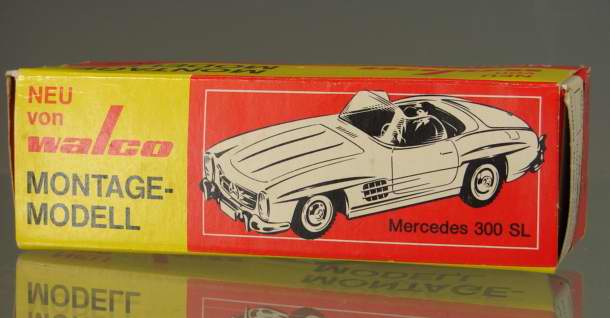 NEU
von
walco
MONTAGE-
MODELL
Mercedes 300 SL